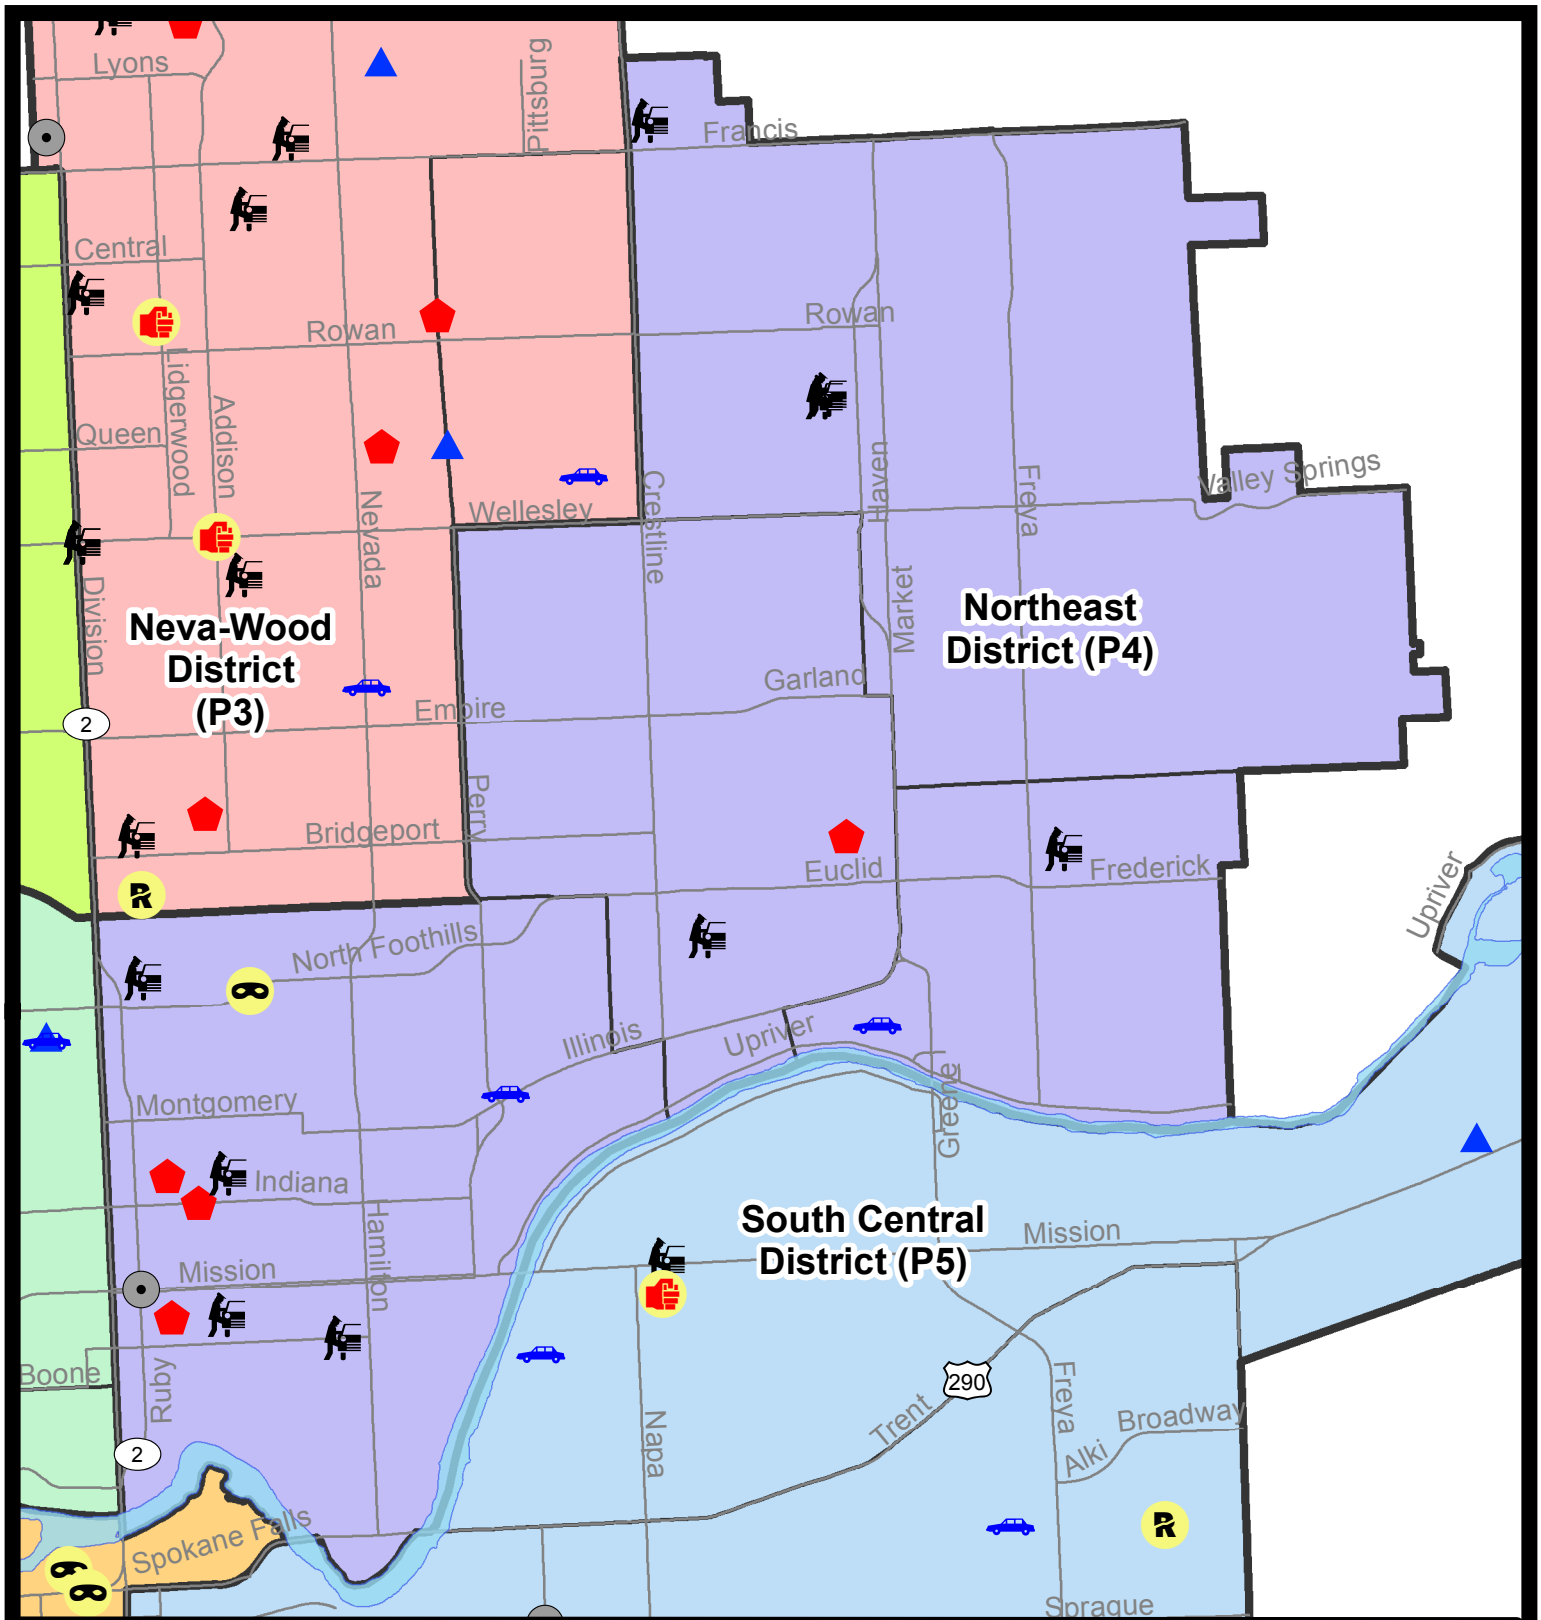 Lyons
Pittsburg
Francis
Central
Rowan
Rowan
Lidgerwood
Addison
Queen
Nevada
Wellesley
Crestline
Haven
Freya
Valley Springs
Division
Neva-Wood
District
(P3)
Market
Northeast
District (P4)
Garland
Empire
2
Perry
Bridgeport
Euclid
Frederick
Upriver
North Foothills
Illinois
Upriver
Greene
Montgomery
Indiana
Hamilton
South Central
District (P5)
Mission
Mission
Boone
Ruby
290
Freya
Trent
Napa
Broadway
Alki
2
Spokane Falls
Sprague